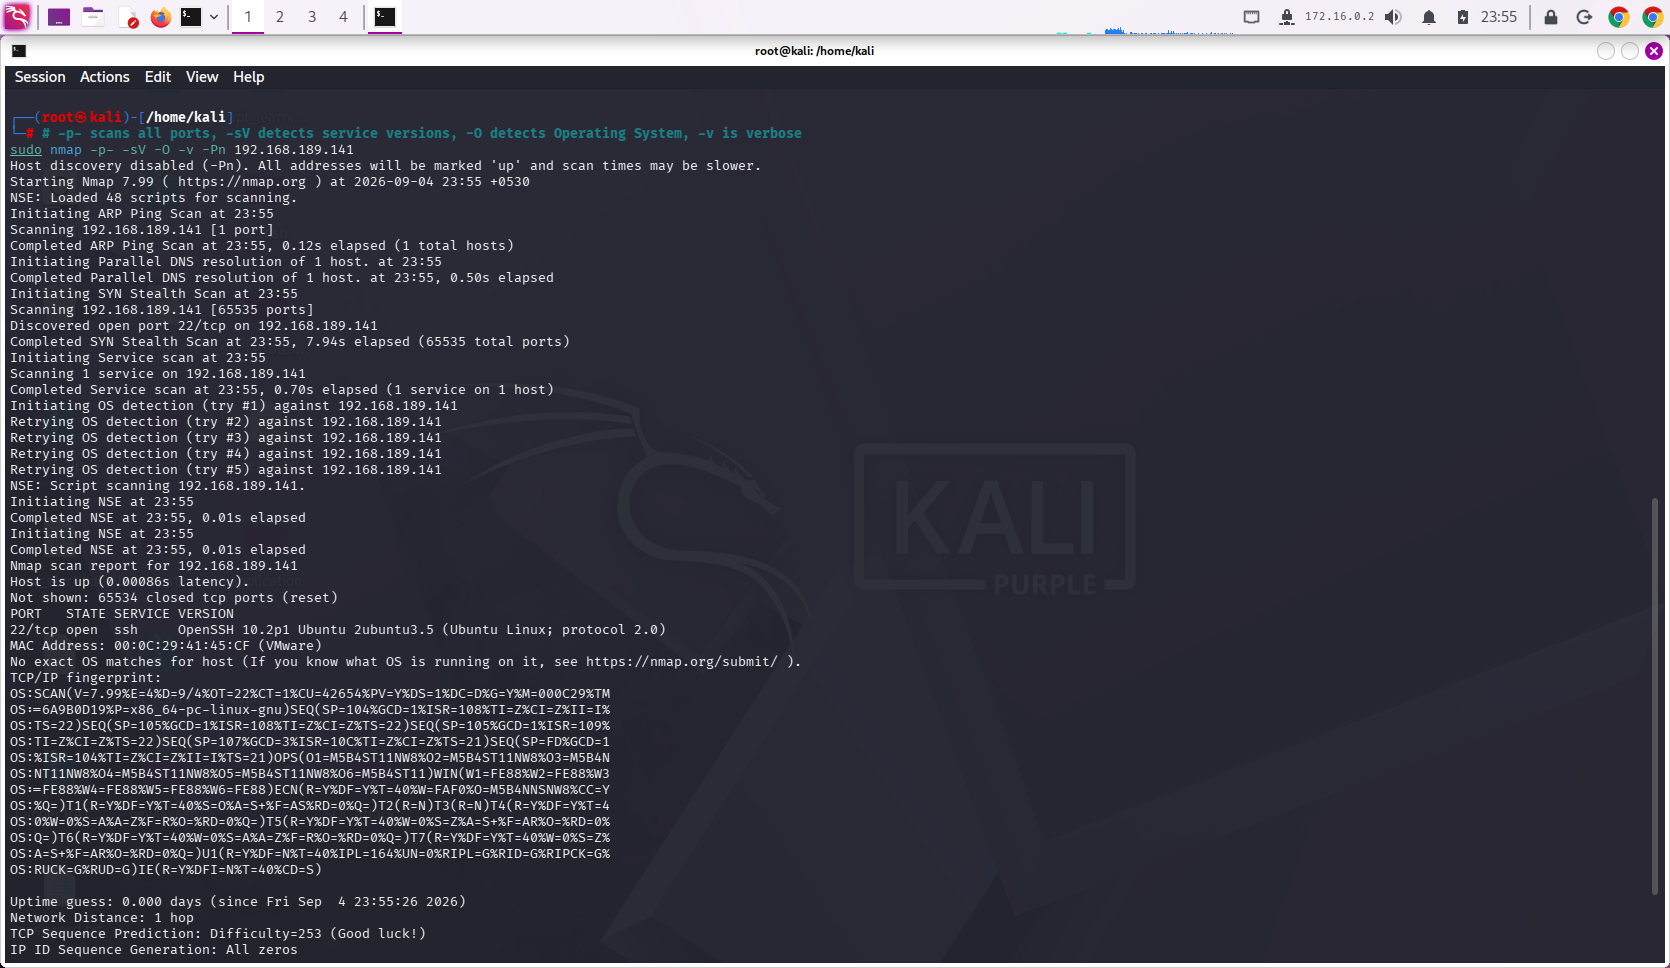 1 2 3 4
172.16.0.2
23:55
root@kali: /home/kali
Session Actions Edit View Help
┌──(root㉿kali)-[/home/kali]
└─# # -p- scans all ports, -sV detects service versions, -O detects Operating System, -v is verbose
sudo nmap -p- -sV -O -v -Pn 192.168.189.141
Host discovery disabled (-Pn). All addresses will be marked 'up' and scan times may be slower.
Starting Nmap 7.99 ( https://nmap.org ) at 2026-09-04 23:55 +0530
NSE: Loaded 48 scripts for scanning.
Initiating ARP Ping Scan at 23:55
Scanning 192.168.189.141 [1 port]
Completed ARP Ping Scan at 23:55, 0.12s elapsed (1 total hosts)
Initiating Parallel DNS resolution of 1 host. at 23:55
Completed Parallel DNS resolution of 1 host. at 23:55, 0.50s elapsed
Initiating SYN Stealth Scan at 23:55
Scanning 192.168.189.141 [65535 ports]
Discovered open port 22/tcp on 192.168.189.141
Completed SYN Stealth Scan at 23:55, 7.94s elapsed (65535 total ports)
Initiating Service scan at 23:55
Scanning 1 service on 192.168.189.141
Completed Service scan at 23:55, 0.70s elapsed (1 service on 1 host)
Initiating OS detection (try #1) against 192.168.189.141
Retrying OS detection (try #2) against 192.168.189.141
Retrying OS detection (try #3) against 192.168.189.141
Retrying OS detection (try #4) against 192.168.189.141
Retrying OS detection (try #5) against 192.168.189.141
NSE: Script scanning 192.168.189.141.
Initiating NSE at 23:55
Completed NSE at 23:55, 0.01s elapsed
Initiating NSE at 23:55
Completed NSE at 23:55, 0.01s elapsed
Nmap scan report for 192.168.189.141
Host is up (0.00086s latency).
Not shown: 65534 closed tcp ports (reset)
PORT   STATE SERVICE VERSION
22/tcp open  ssh     OpenSSH 10.2p1 Ubuntu 2ubuntu3.5 (Ubuntu Linux; protocol 2.0)
MAC Address: 00:0C:29:41:45:CF (VMware)
No exact OS matches for host (If you know what OS is running on it, see https://nmap.org/submit/ ).
TCP/IP fingerprint:
OS:SCAN(V=7.99%E=4%D=9/4%OT=22%CT=1%CU=42654%PV=Y%DS=1%DC=D%G=Y%M=000C29%TM
OS:=6A9B0D19%P=x86_64-pc-linux-gnu)SEQ(SP=104%GCD=1%ISR=108%TI=Z%CI=Z%II=I%
OS:TS=22)SEQ(SP=105%GCD=1%ISR=108%TI=Z%CI=Z%TS=22)SEQ(SP=105%GCD=1%ISR=109%
OS:TI=Z%CI=Z%TS=22)SEQ(SP=107%GCD=3%ISR=10C%TI=Z%CI=Z%TS=21)SEQ(SP=FD%GCD=1
OS:%ISR=104%TI=Z%CI=Z%II=I%TS=21)OPS(O1=M5B4ST11NW8%O2=M5B4ST11NW8%O3=M5B4N
OS:NT11NW8%O4=M5B4ST11NW8%O5=M5B4ST11NW8%O6=M5B4ST11)WIN(W1=FE88%W2=FE88%W3
OS:=FE88%W4=FE88%W5=FE88%W6=FE88)ECN(R=Y%DF=Y%T=40%W=FAF0%O=M5B4NNSNW8%CC=Y
OS:%Q=)T1(R=Y%DF=Y%T=40%S=O%A=S+%F=AS%RD=0%Q=)T2(R=N)T3(R=N)T4(R=Y%DF=Y%T=4
OS:0%W=0%S=A%A=Z%F=R%O=%RD=0%Q=)T5(R=Y%DF=Y%T=40%W=0%S=Z%A=S+%F=AR%O=%RD=0%
OS:Q=)T6(R=Y%DF=Y%T=40%W=0%S=A%A=Z%F=R%O=%RD=0%Q=)T7(R=Y%DF=Y%T=40%W=0%S=Z%
OS:A=S+%F=AR%O=%RD=0%Q=)U1(R=Y%DF=N%T=40%IPL=164%UN=0%RIPL=G%RID=G%RIPCK=G%
OS:RUCK=G%RUD=G)IE(R=Y%DFI=N%T=40%CD=S)
Uptime guess: 0.000 days (since Fri Sep  4 23:55:26 2026)
Network Distance: 1 hop
TCP Sequence Prediction: Difficulty=253 (Good luck!)
IP ID Sequence Generation: All zeros
KALI
PURPLE